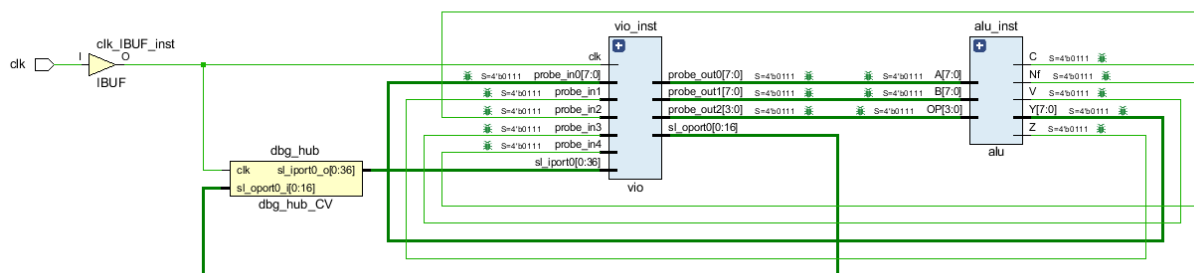 vio_inst
alu_inst
clk_IBUF_inst
clk
I
O
IBUF
clk
S=4'b0111 probe_in0[7:0]
S=4'b0111 probe_in1
S=4'b0111 probe_in2
S=4'b0111 probe_in3
S=4'b0111 probe_in4
sl_iport0[0:36]
probe_out0[7:0] S=4'b0111
probe_out1[7:0] S=4'b0111
probe_out2[3:0] S=4'b0111
sl_oport0[0:16]
vio
S=4'b0111 A[7:0]
S=4'b0111 B[7:0]
S=4'b0111 OP[3:0]
C S=4'b0111
Nf S=4'b0111
V S=4'b0111
Y[7:0] S=4'b0111
Z S=4'b0111
alu
dbg_hub
clk sl_iport0_o[0:36]
sl_oport0_i[0:16]
dbg_hub_CV